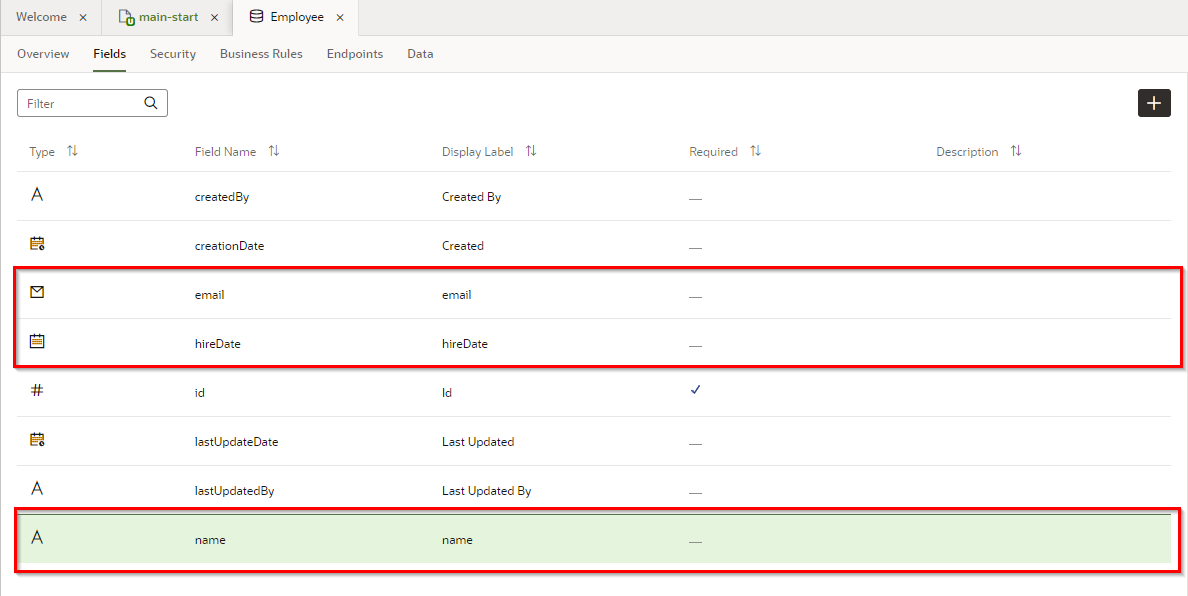 Welcome × main-start × Employee ×
Overview Fields Security Business Rules Endpoints Data
Filter
Type Field Name Display Label Required Description
A createdBy Created By —
creationDate Created —
email email —
hireDate hireDate —
# id Id ✓
lastUpdateDate Last Updated —
A lastUpdatedBy Last Updated By —
A name name —